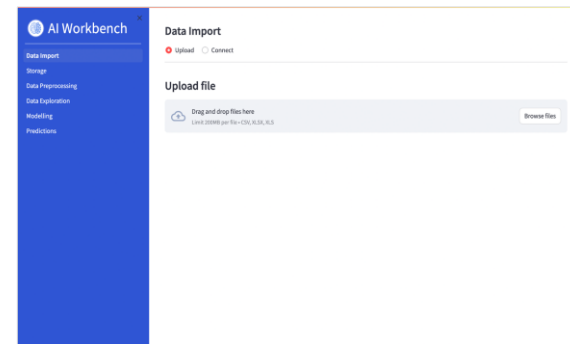 AI Workbench
Data Import
Storage
Data Preprocessing
Data Exploration
Modelling
Predictions
Data Import
Upload
Connect
Upload file
Drag and drop files here
Limit 200MB per file • CSV, XLSX, XLS
Browse files